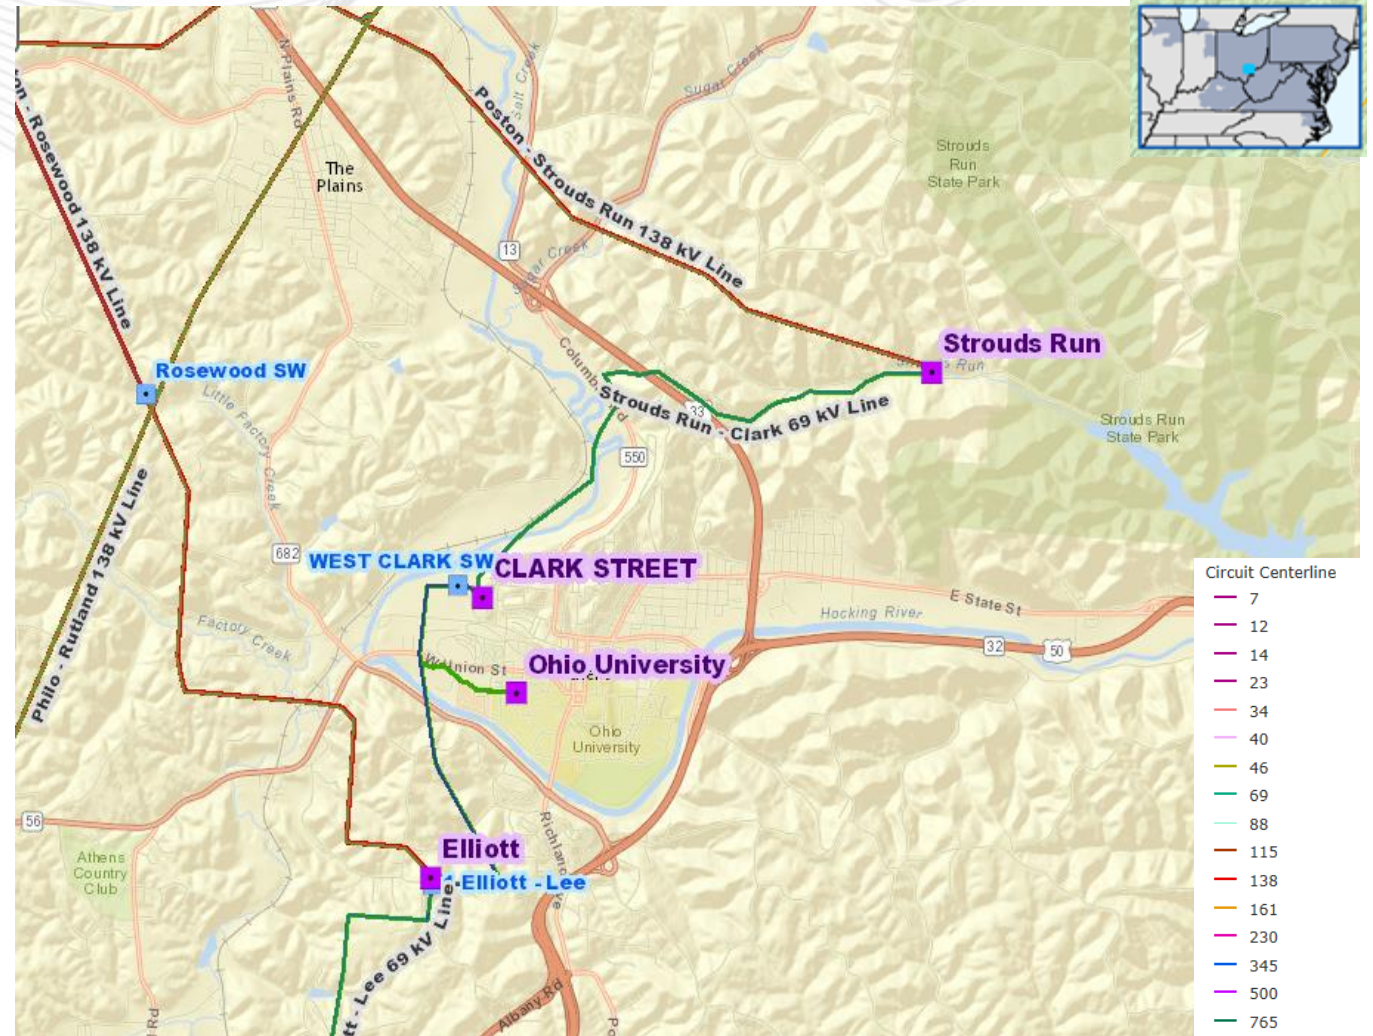 N Plains Rd
Salt Creek
Sugar Creek
Poston - Strouds Run 138 kV Line
on - Rosewood 138 kV Line
The
Plains
Strouds
Run
State Park
13
Sugar Creek
Strouds Run
Rosewood SW
Little Factory Creek
33
Strouds Run - Clark 69 kV Line
Strouds Run
State Park
550
Philo - Rutland 138 kV Line
682
WEST CLARK SW
CLARK STREET
E State St
Hocking River
32
50
Factory Creek
W Union St
Ohio University
Ohio
University
56
Athens
Country
Club
Elliott
Elliott - Lee
tt - Lee 69 kV Line
Albany Rd
Rd
Circuit Centerline
7
12
14
23
34
40
46
69
88
115
138
161
230
345
500
765